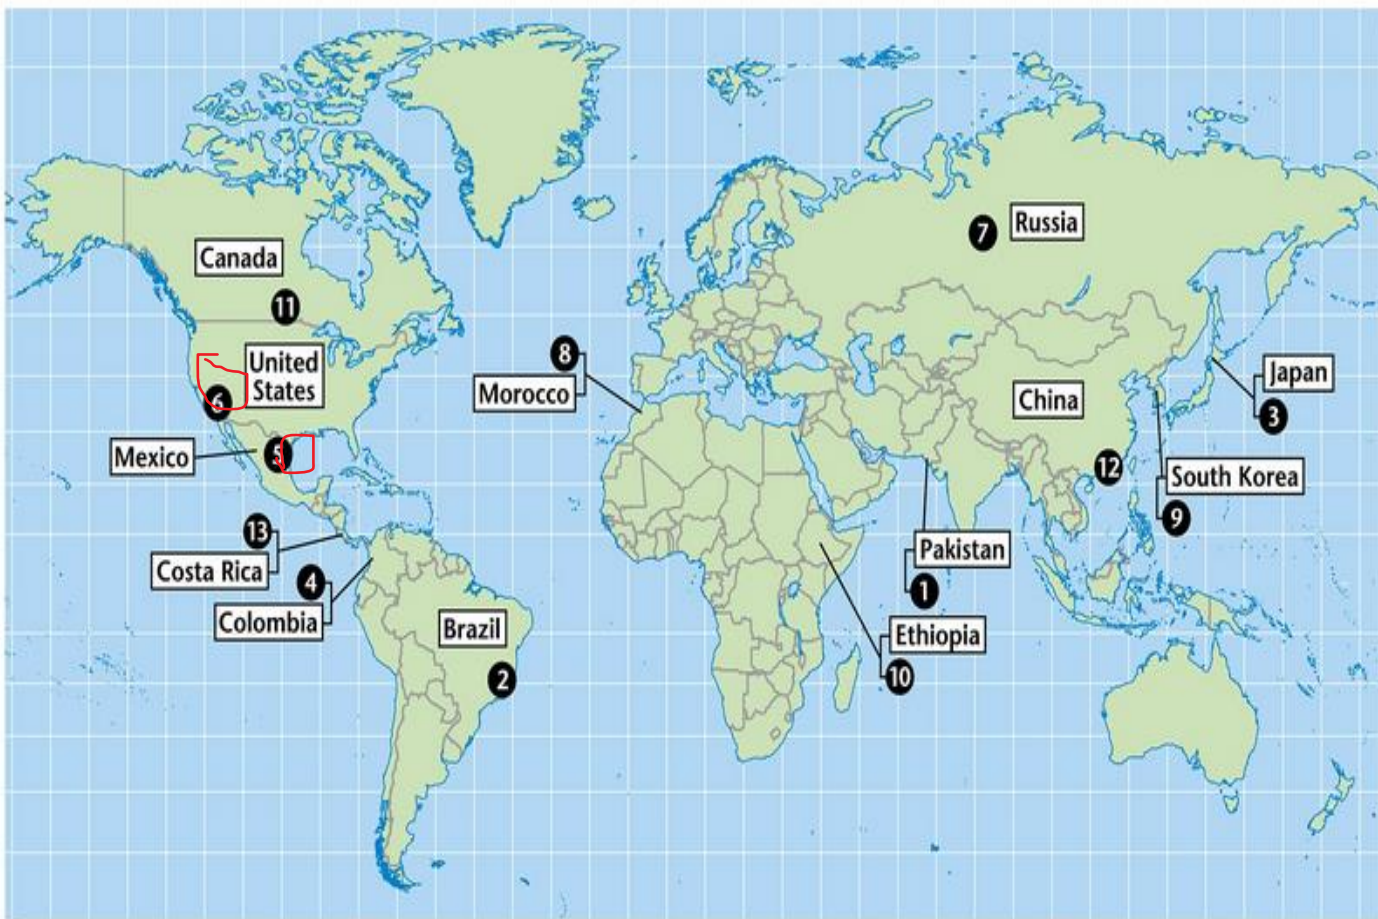 Canada
11
United
States
6
Mexico
5
13
Costa Rica
4
Colombia
Brazil
2
8
Morocco
7
Russia
China
12
Japan
3
South Korea
9
Pakistan
1
Ethiopia
10